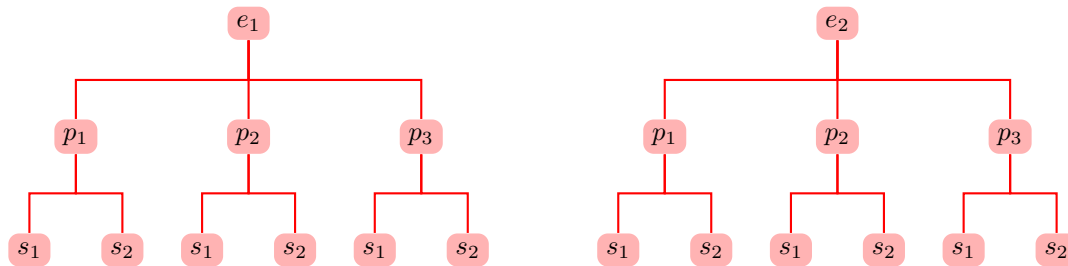 e₁ e₂
p₁ p₂ p₃ p₁ p₂ p₃
s₁ s₂ s₁ s₂ s₁ s₂ s₁ s₂ s₁ s₂ s₁ s₂